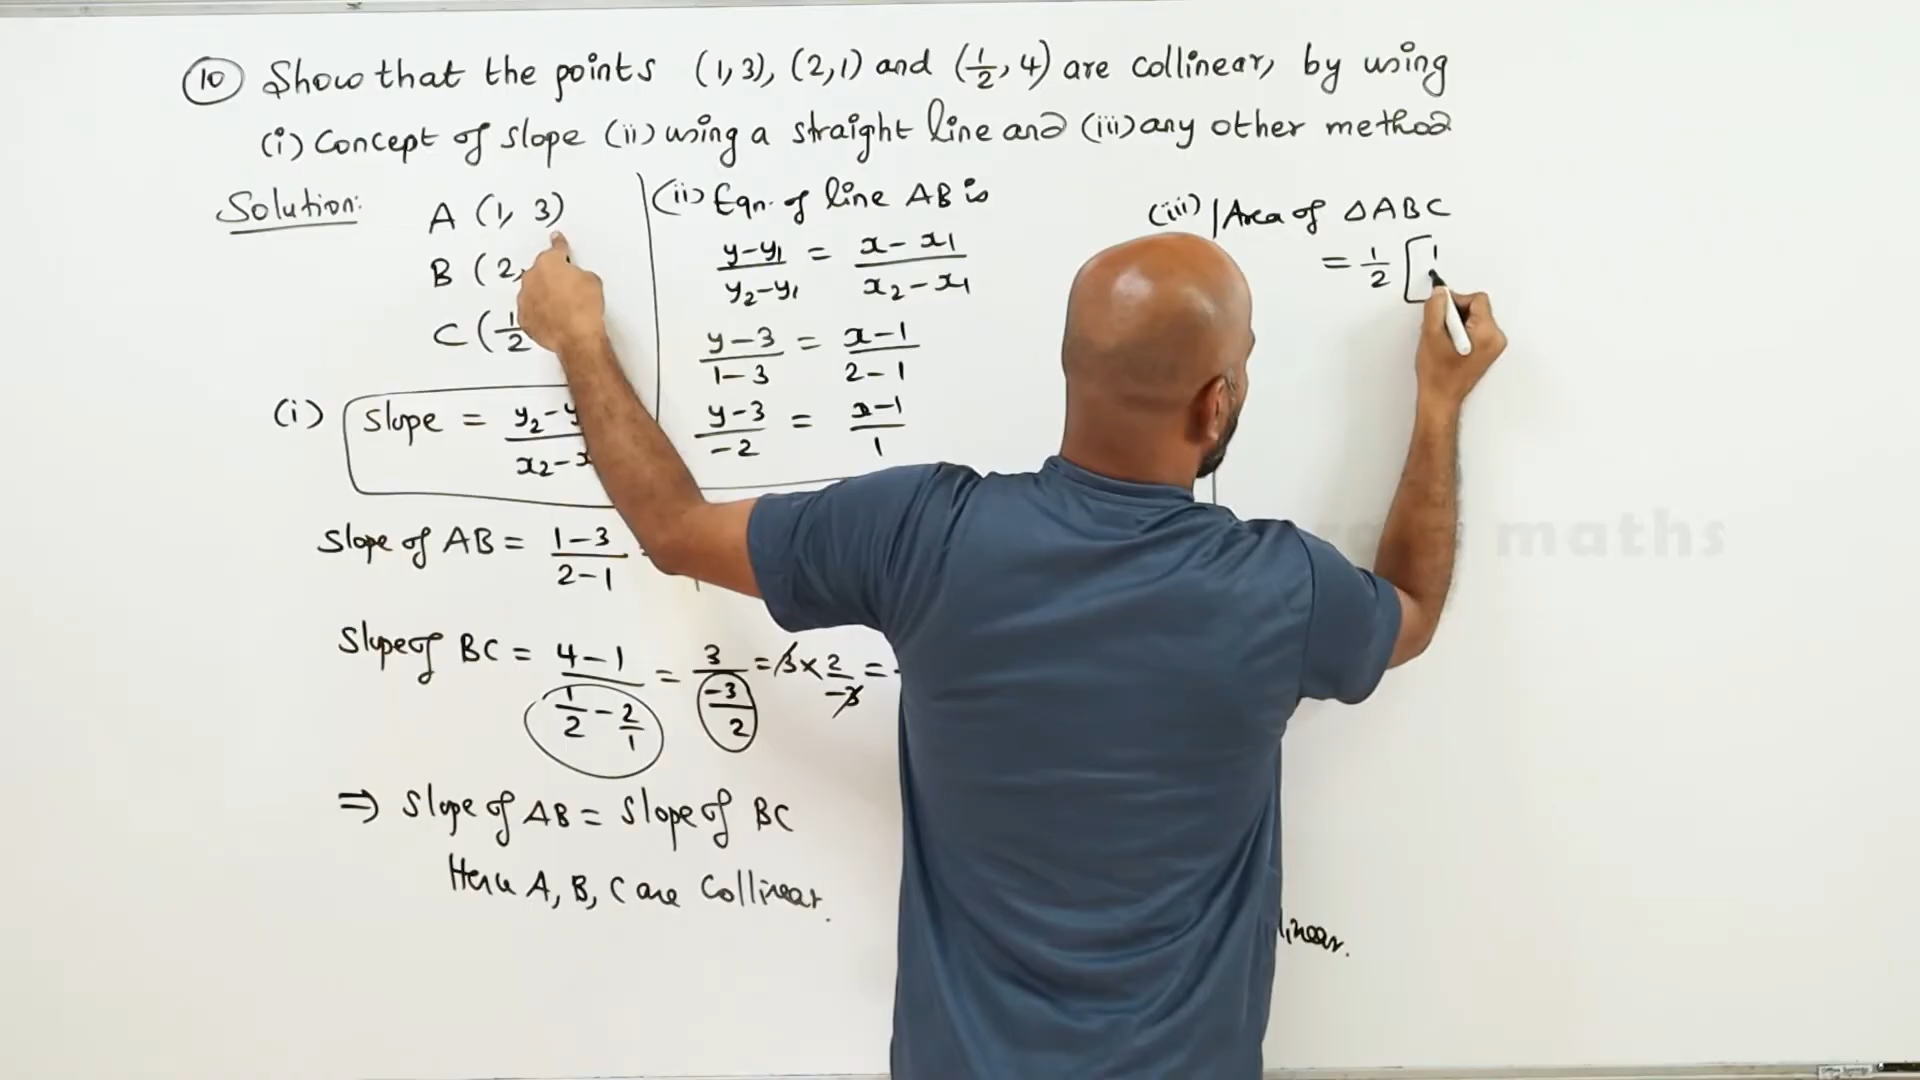 (10) Show that the points (1,3), (2,1) and (1/2, 4) are collinear, by using
(i) Concept of slope (ii) using a straight line and (iii) any other method
Solution:
A (1, 3)
B (2,
C (1/2
(i) Slope = y2-y / x2-x
Slope of AB = 1-3 / 2-1
Slope of BC = 4-1 / 1/2 - 2/1 = 3 / -3/2 = 3 x 2/-3 =
⇒ Slope of AB = Slope of BC
Hence A, B, C are Collinear.
(ii) Eqn. of line AB is
y-y1 / y2-y1 = x-x1 / x2-x1
y-3 / 1-3 = x-1 / 2-1
y-3 / -2 = x-1 / 1
linear.
(iii) Area of △ABC
= 1/2 [ 1
maths